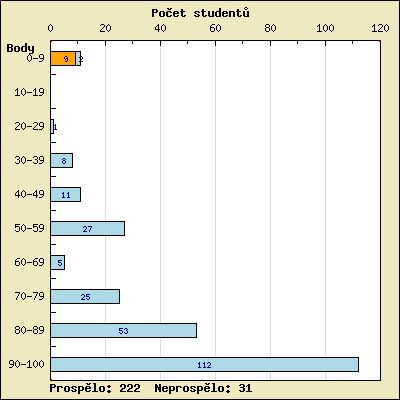 Počet studentů
0 20 40 60 80 100 120
Body
0-9 9 2
10-19
20-29 1
30-39 8
40-49 11
50-59 27
60-69 5
70-79 25
80-89 53
90-100 112
Prospělo: 222 Neprospělo: 31